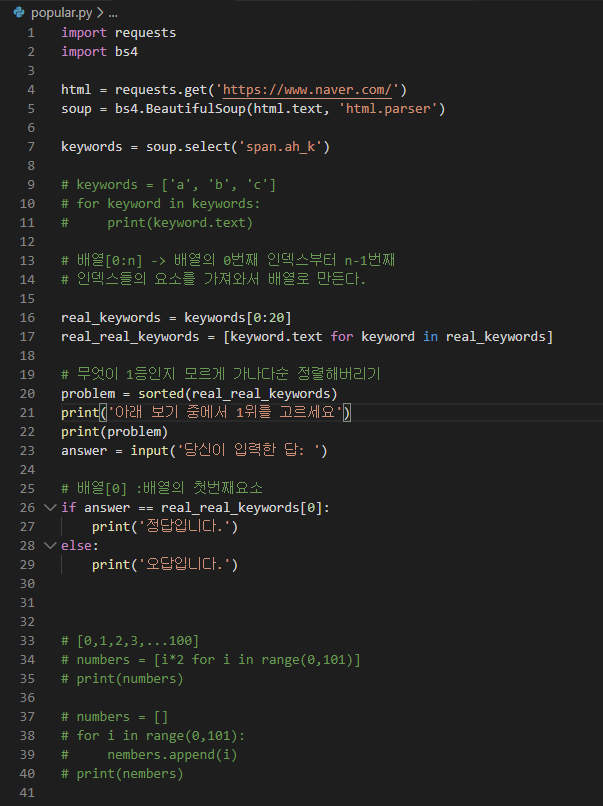 popular.py > ...
1 import requests
2 import bs4
3
4 html = requests.get('https://www.naver.com/')
5 soup = bs4.BeautifulSoup(html.text, 'html.parser')
6
7 keywords = soup.select('span.ah_k')
8
9 # keywords = ['a', 'b', 'c']
10 # for keyword in keywords:
11 #     print(keyword.text)
12
13 # 배열[0:n] -> 배열의 0번째 인덱스부터 n-1번째
14 # 인덱스들의 요소를 가져와서 배열로 만든다.
15
16 real_keywords = keywords[0:20]
17 real_real_keywords = [keyword.text for keyword in real_keywords]
18
19 # 무엇이 1등인지 모르게 가나다순 정렬해버리기
20 problem = sorted(real_real_keywords)
21 print('아래 보기 중에서 1위를 고르세요')
22 print(problem)
23 answer = input('당신이 입력한 답: ')
24
25 # 배열[0] :배열의 첫번째요소
26 if answer == real_real_keywords[0]:
27     print('정답입니다.')
28 else:
29     print('오답입니다.')
30
31
32
33 # [0,1,2,3,...100]
34 # numbers = [i*2 for i in range(0,101)]
35 # print(numbers)
36
37 # numbers = []
38 # for i in range(0,101):
39 #     nembers.append(i)
40 # print(nembers)
41